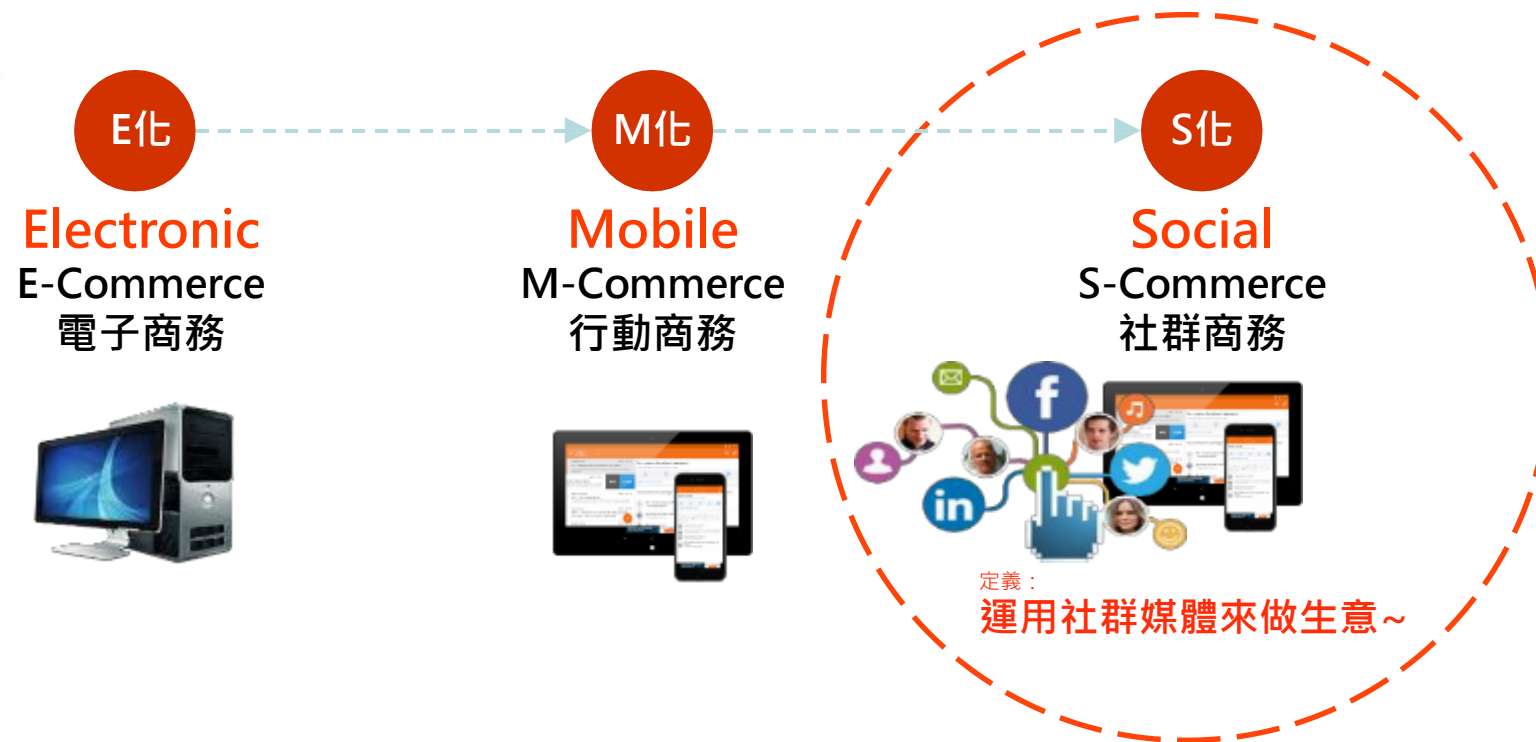 E化
M化
S化
Electronic
E-Commerce
電子商務
Mobile
M-Commerce
行動商務
Social
S-Commerce
社群商務
f
in
定義：
運用社群媒體來做生意~